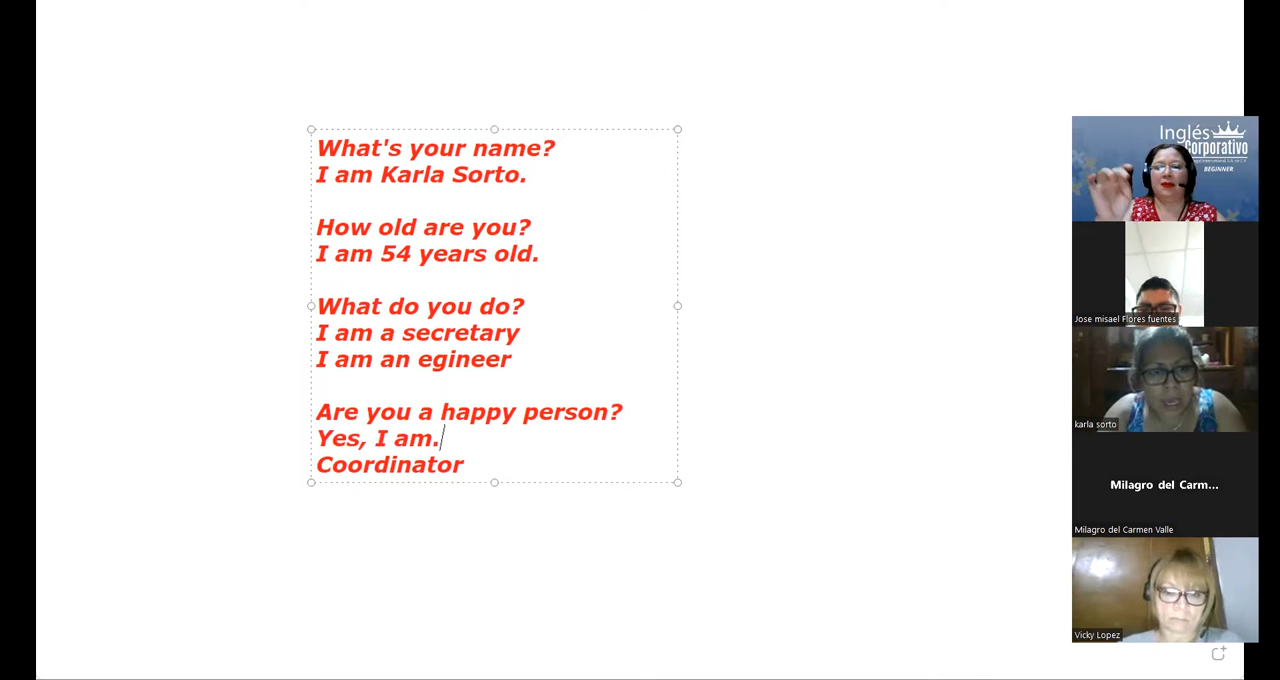 What's your name?
I am Karla Sorto.
How old are you?
I am 54 years old.
What do you do?
I am a secretary
I am an egineer
Are you a happy person?
Yes, I am.
Coordinator
Inglés
Corporativo
BEGINNER
Jose misael Flores fuentes
karla sorto
Milagro del Carm...
Milagro del Carmen Valle
Vicky Lopez